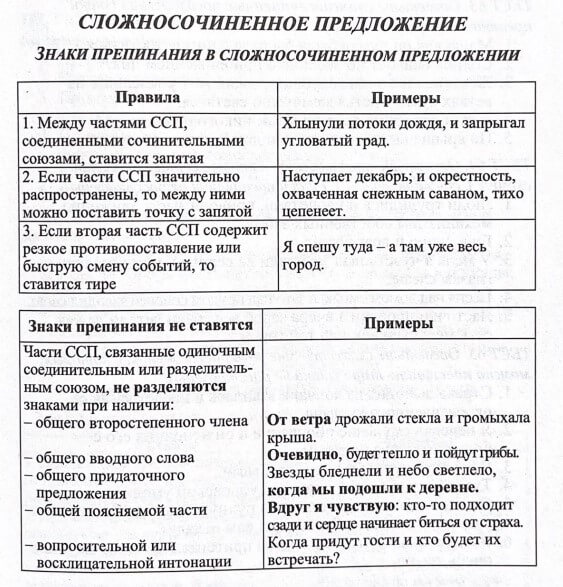 СЛОЖНОСОЧИНЕННОЕ ПРЕДЛОЖЕНИЕ
ЗНАКИ ПРЕПИНАНИЯ В СЛОЖНОСОЧИНЕННОМ ПРЕДЛОЖЕНИИ
Правила
Примеры
1. Между частями ССП,
соединенными сочинительными
союзами, ставится запятая
Хлынули потоки дождя, и запрыгал
угловатый град.
2. Если части ССП значительно
распространены, то между ними
можно поставить точку с запятой
Наступает декабрь; и окрестность,
охваченная снежным саваном, тихо
цепенеет.
3. Если вторая часть ССП содержит
резкое противопоставление или
быструю смену событий, то
ставится тире
Я спешу туда – а там уже весь
город.
Знаки препинания не ставятся
Примеры
Части ССП, связанные одиночным
соединительным или разделитель-
ным союзом, не разделяются
знаками при наличии:
– общего второстепенного члена
– общего вводного слова
– общего придаточного
предложения
– общей поясняемой части
– вопросительной или
восклицательной интонации
От ветра дрожали стекла и громыхала
крыша.
Очевидно, будет тепло и пойдут грибы.
Звезды бледнели и небо светлело,
когда мы подошли к деревне.
Вдруг я чувствую: кто-то подходит
сзади и сердце начинает биться от страха.
Когда придут гости и кто будет их
встречать?